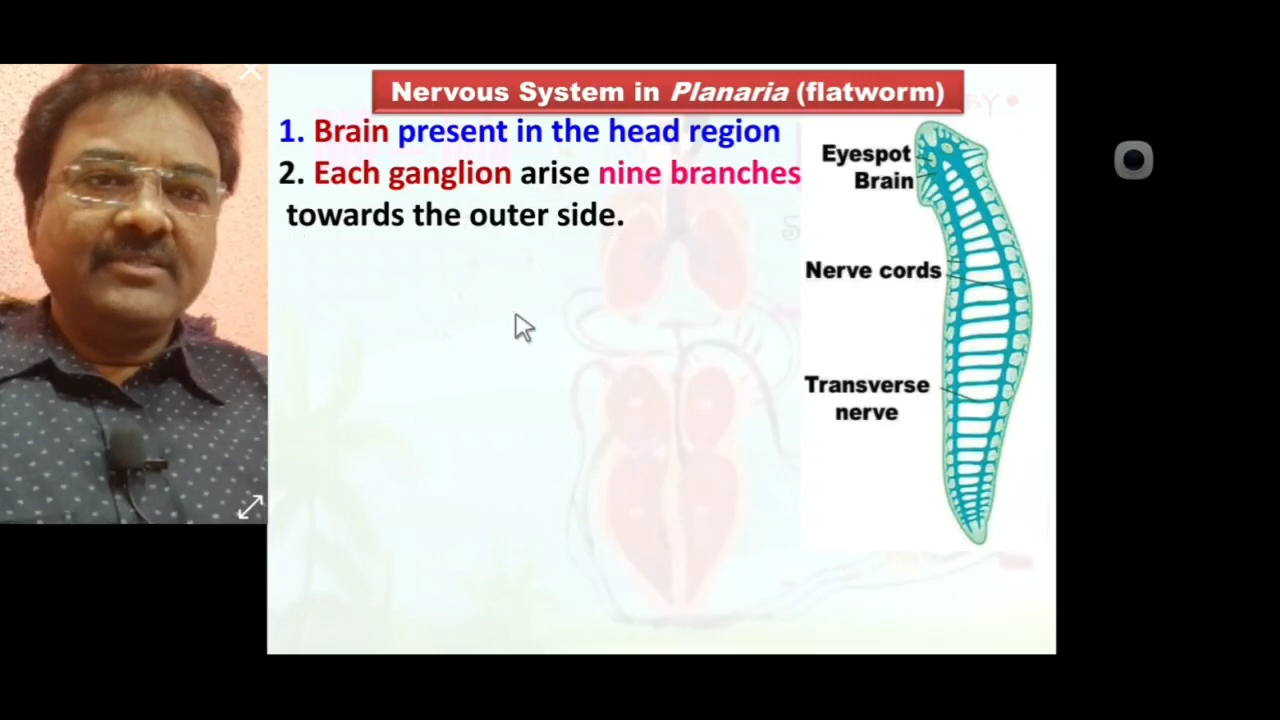 Nervous System in Planaria (flatworm)
1. Brain present in the head region
2. Each ganglion arise nine branches
towards the outer side.
Eyespot
Brain
Nerve cords
Transverse
nerve